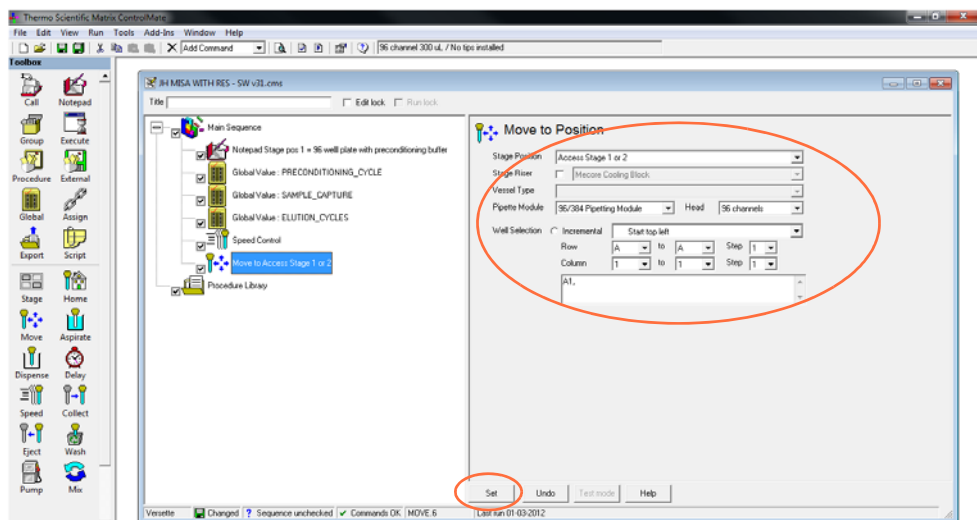 Thermo Scientific Matrix ControlMate
File Edit View Run Tools Add-Ins Window Help
Add Command 96 channel 300 uL / No tips installed
Toolbox
Call Notepad
Group Execute
Procedure External
Global Assign
Export Script
Stage Home
Move Aspirate
Dispense Delay
Speed Collect
Eject Wash
Pump Mix
JH MISA WITH RES - SW v31.cms
Title Edit lock Run lock
Main Sequence
Notepad Stage pos 1 = 96 well plate with preconditioning buffer
Global Value : PRECONDITIONING_CYCLE
Global Value : SAMPLE_CAPTURE
Global Value : ELUTION_CYCLES
Speed Control
Move to Access Stage 1 or 2
Procedure Library
Move to Position
Stage Position Access Stage 1 or 2
Stage Riser Mecore Cooling Block
Vessel Type
Pipette Module 96/384 Pipetting Module Head 96 channels
Well Selection Incremental Start top left
Row A to A Step 1
Column 1 to 1 Step 1
A1,
Set Undo Test mode Help
Versette Changed ? Sequence unchecked Commands OK MOVE.6 Last run 01-03-2012